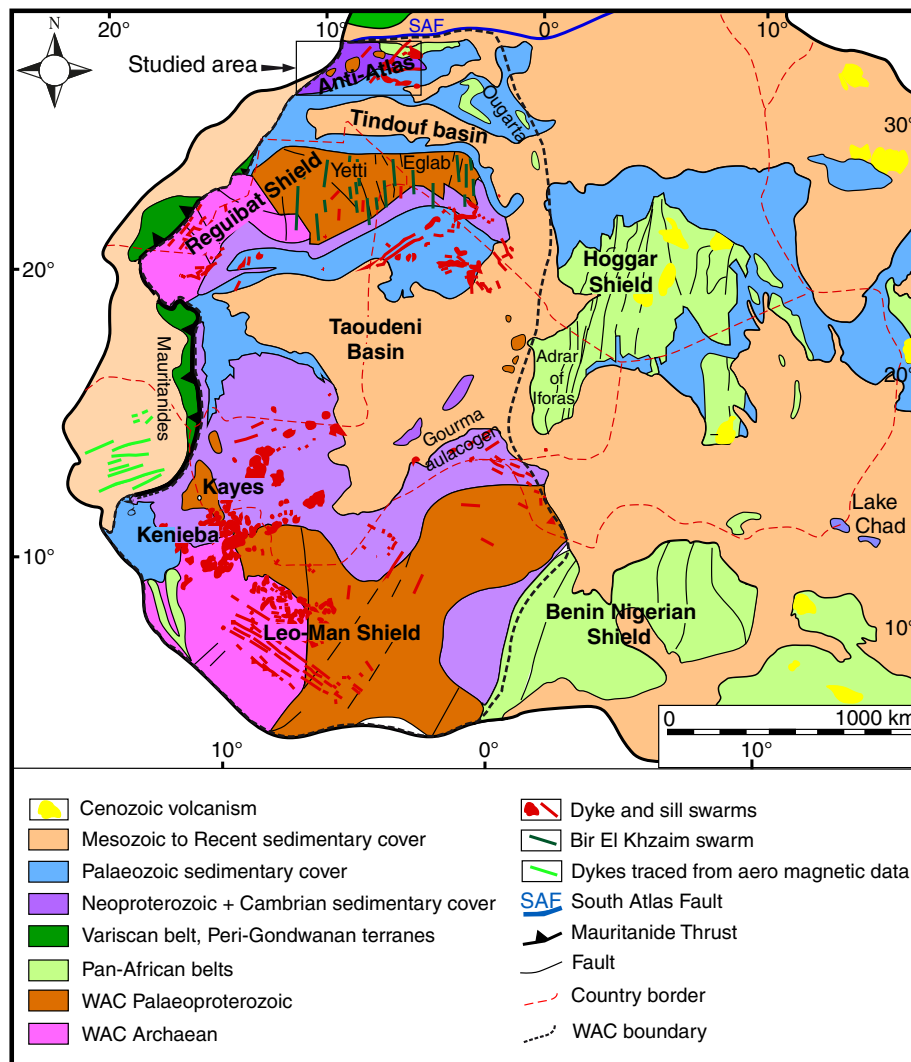 N
20°
10°
0°
10°
SAF
Studied area
Anti-Atlas
Ougarta
Tindouf basin
30°
Eglab
Yetti
Reguibat Shield
20°
Hoggar
Shield
Taoudeni
Basin
Mauritanides
Adrar
of
Iforas
20°
Gourma
aulacogen
Kayes
Kenieba
Lake
Chad
10°
Leo-Man Shield
Benin Nigerian
Shield
10°
0
1000 km
10°
0°
10°
Cenozoic volcanism
Mesozoic to Recent sedimentary cover
Palaeozoic sedimentary cover
Neoproterozoic + Cambrian sedimentary cover
Variscan belt, Peri-Gondwanan terranes
Pan-African belts
WAC Palaeoproterozoic
WAC Archaean
Dyke and sill swarms
Bir El Khzaim swarm
Dykes traced from aero magnetic data
SAF South Atlas Fault
Mauritanide Thrust
Fault
Country border
WAC boundary